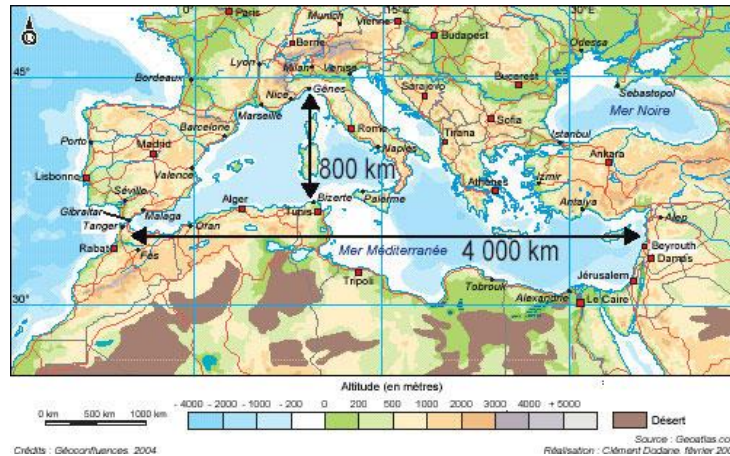 0°
15°E
30°E
Paris
Munich
Vienne
Budapest
Odessa
Berne
Lyon
Milan
Venise
45°
Bordeaux
Sarajevo
Bucarest
Sébastopol
Nice
Gênes
Mer Noire
Marseille
Porto
Barcelone
Rome
Sofia
Madrid
Tirana
Istanbul
Naples
Ankara
800 km
Lisbonne
Valence
Izmir
Athènes
Séville
Alger
Bizerte
Palerme
Antalya
Gibraltar
Malaga
Tunis
Alep
Tanger
Oran
Rabat
Fès
Mer Méditerranée
4 000 km
Beyrouth
Damas
Tripoli
Jérusalem
Tobrouk
30°
Alexandrie
Le Caire
Altitude (en mètres)
- 4000 - 2000 - 1000 - 200 0 200 500 1000 2000 3000 4000 + 5000
0 km 500 km 1000 km
Désert
Source : Geoatlas.co
Crédits : Géoconfluences, 2004
Réalisation : Clément Dodane, février 200